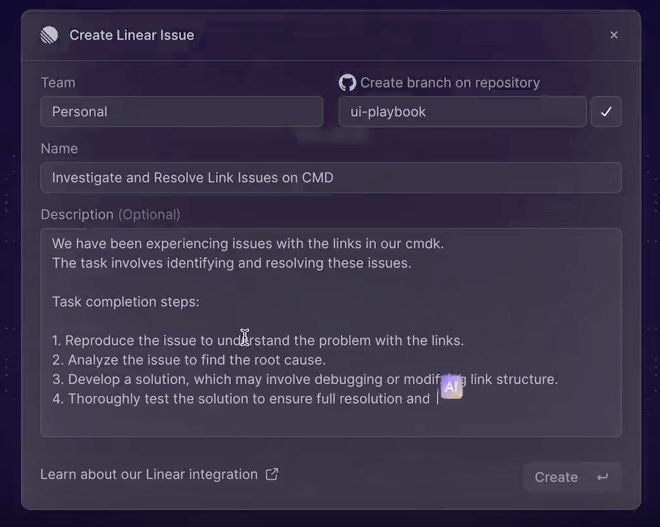 Create Linear Issue
Team
Create branch on repository
Personal
ui-playbook
Name
Investigate and Resolve Link Issues on CMD
Description (Optional)
We have been experiencing issues with the links in our cmdk.
The task involves identifying and resolving these issues.
Task completion steps:
1. Reproduce the issue to understand the problem with the links.
2. Analyze the issue to find the root cause.
3. Develop a solution, which may involve debugging or modifying link structure.
4. Thoroughly test the solution to ensure full resolution and
AI
Learn about our Linear integration
Create